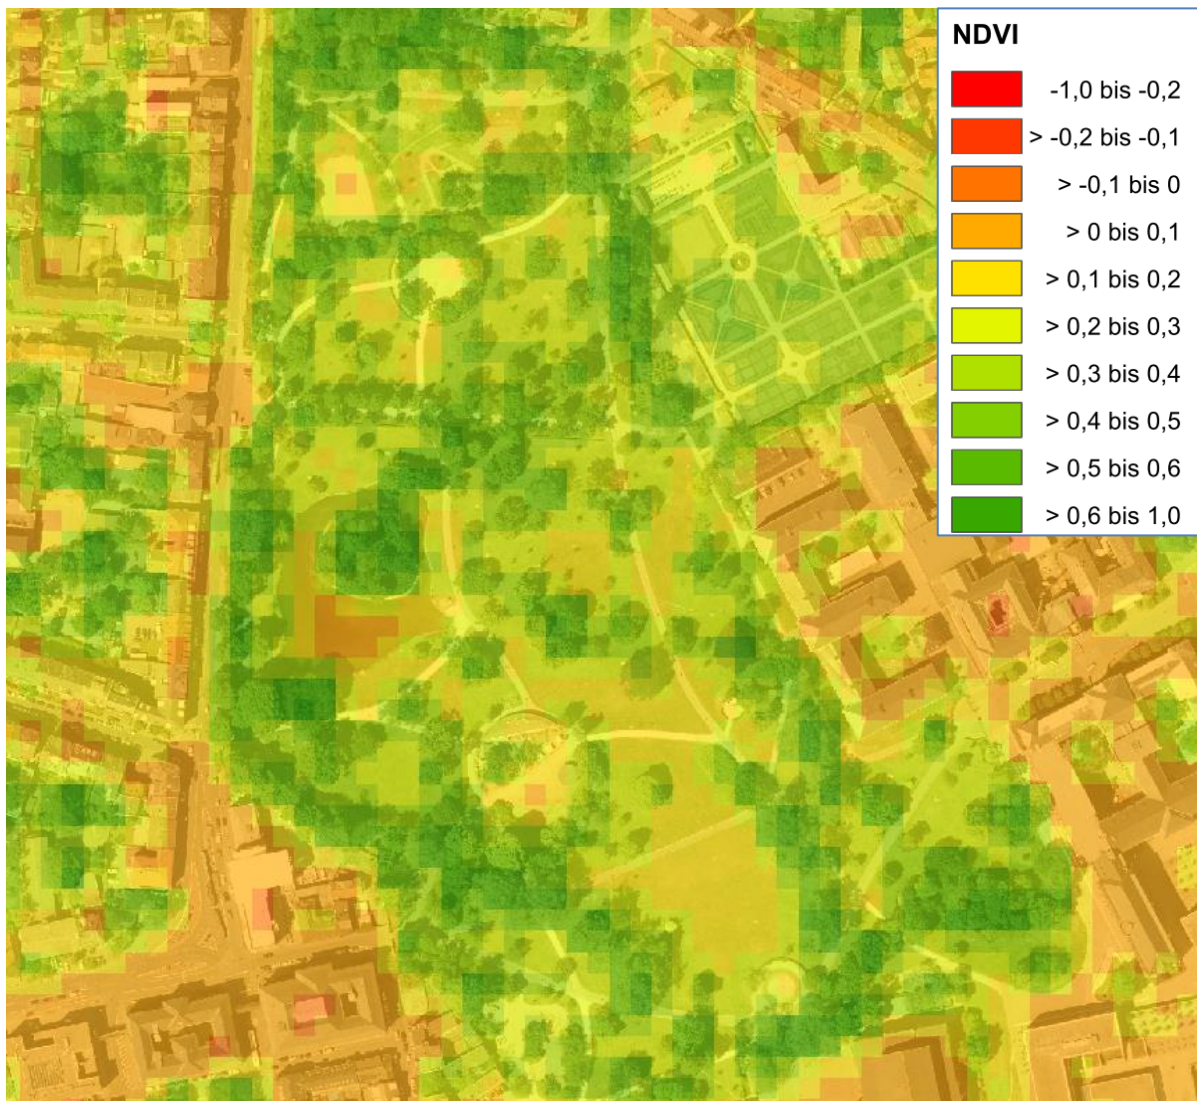 NDVI
-1,0 bis -0,2
> -0,2 bis -0,1
> -0,1 bis 0
> 0 bis 0,1
> 0,1 bis 0,2
> 0,2 bis 0,3
> 0,3 bis 0,4
> 0,4 bis 0,5
> 0,5 bis 0,6
> 0,6 bis 1,0